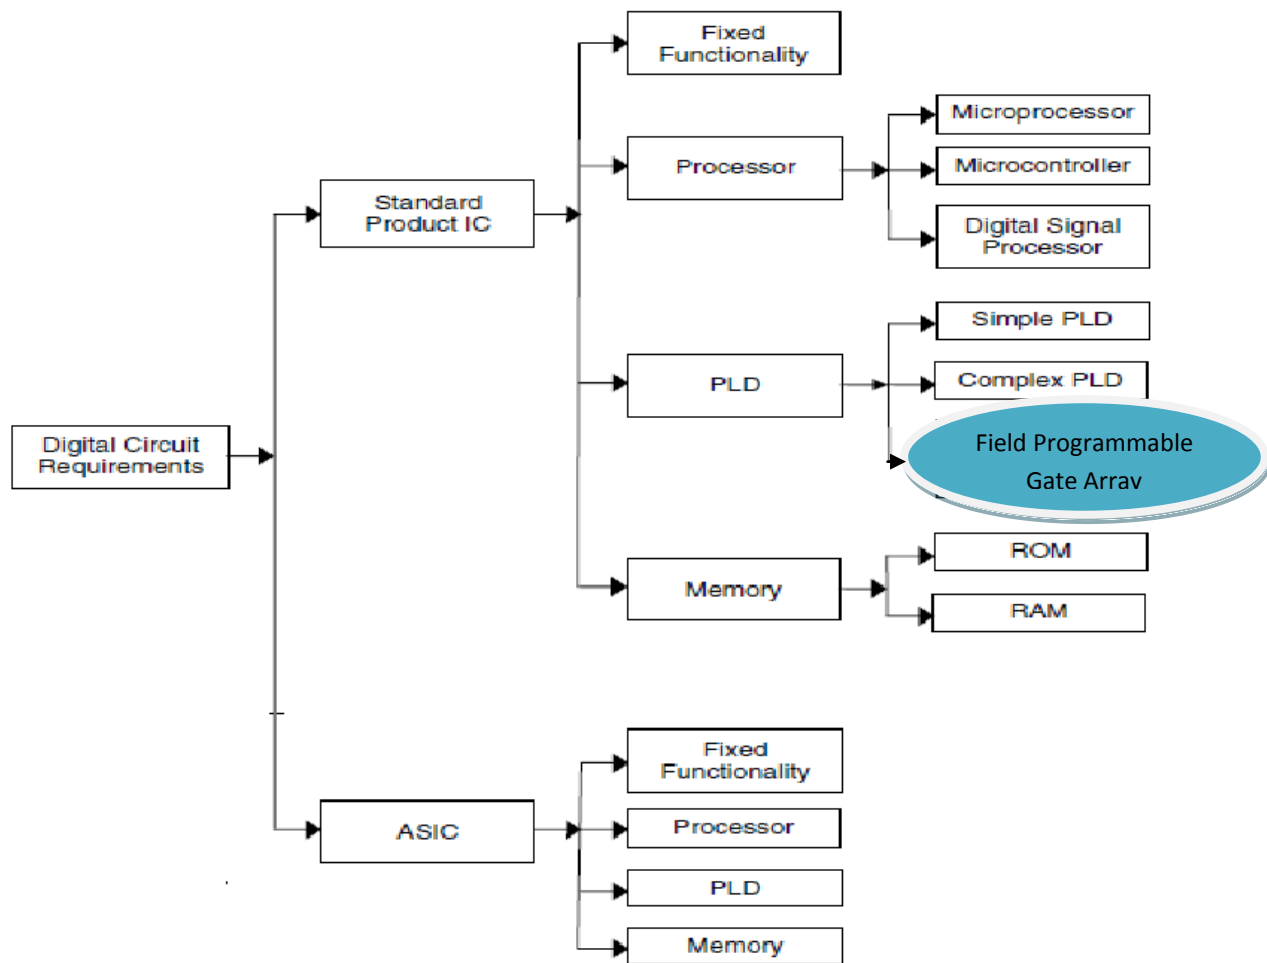 Fixed
Functionality
Microprocessor
Processor
Microcontroller
Standard
Product IC
Digital Signal
Processor
Simple PLD
PLD
Complex PLD
Digital Circuit
Requirements
Field Programmable
Gate Array
ROM
Memory
RAM
Fixed
Functionality
ASIC
Processor
PLD
Memory